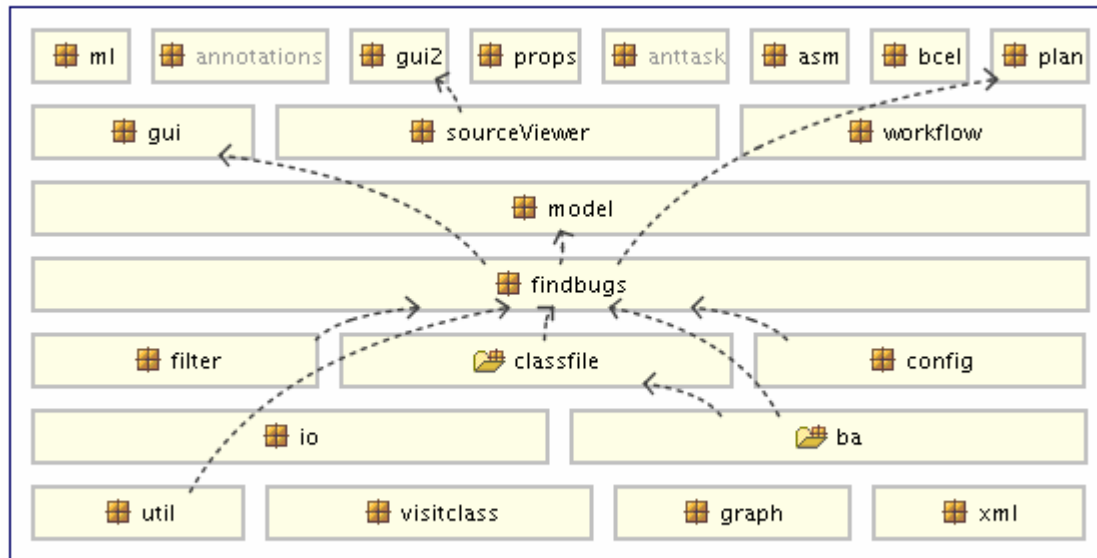 ml annotations gui2 props anttask asm bcel plan
gui sourceViewer workflow
model
findbugs
filter classfile config
io ba
util visitclass graph xml